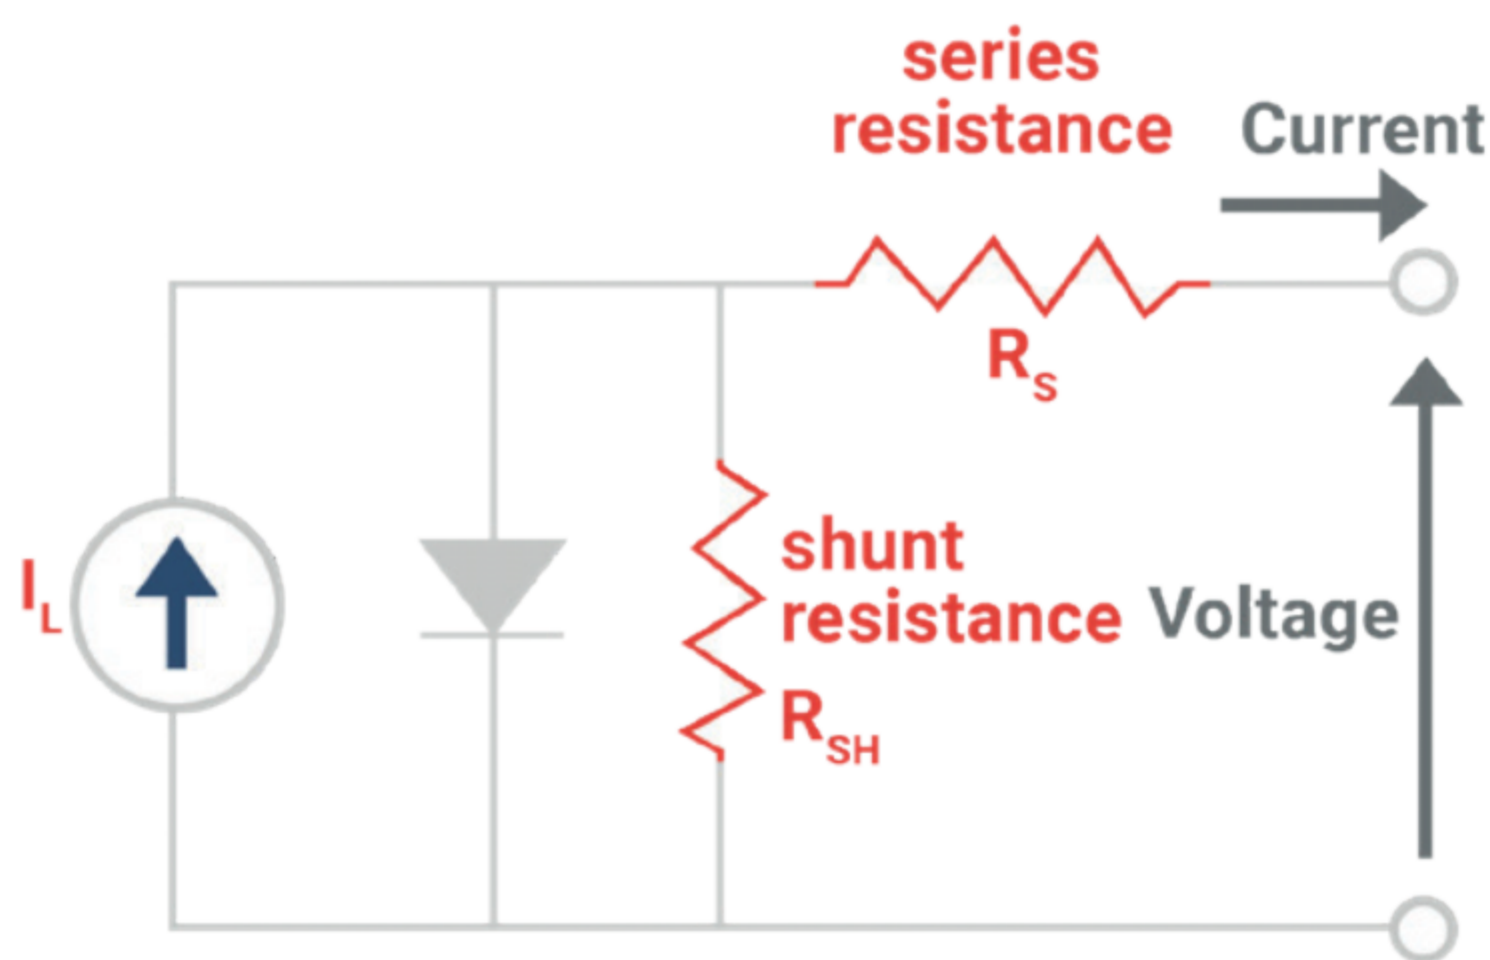 series
resistance
Current
R_S
I_L
shunt
resistance
R_SH
Voltage